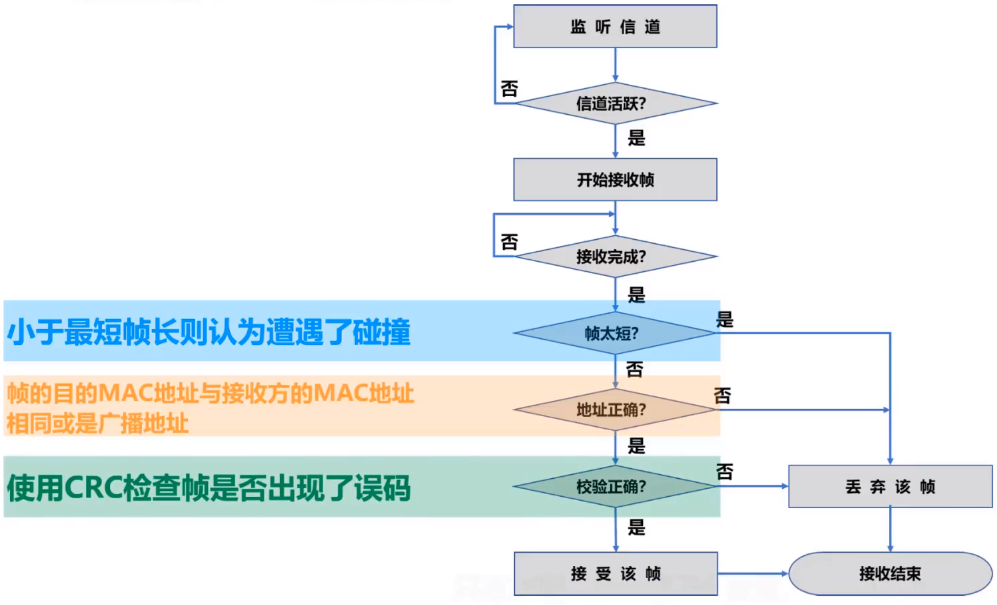 监 听 信 道
否
信道活跃?
是
开始接收帧
否
接收完成?
是
小于最短帧长则认为遭遇了碰撞
帧太短?
是
否
帧的目的MAC地址与接收方的MAC地址
相同或是广播地址
地址正确?
否
是
使用CRC检查帧是否出现了误码
校验正确?
否
丢 弃 该 帧
是
接 受 该 帧
接收结束